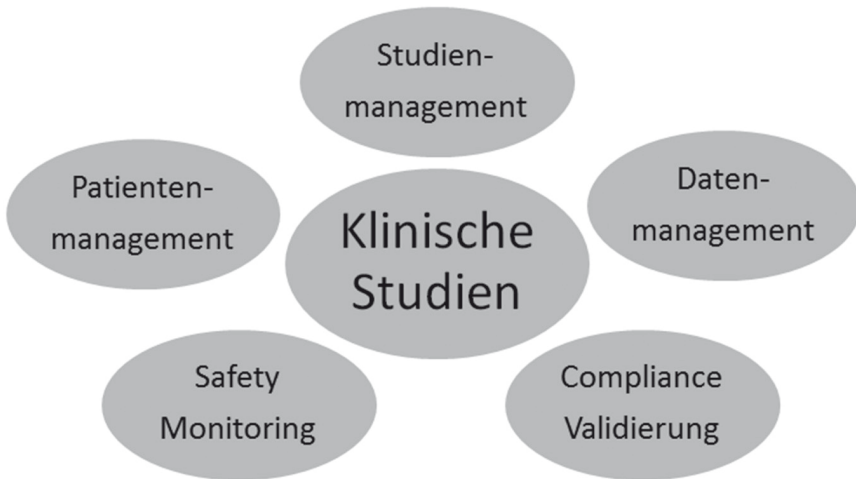 Studien-
management
Patienten-
management
Daten-
management
Klinische
Studien
Safety
Monitoring
Compliance
Validierung